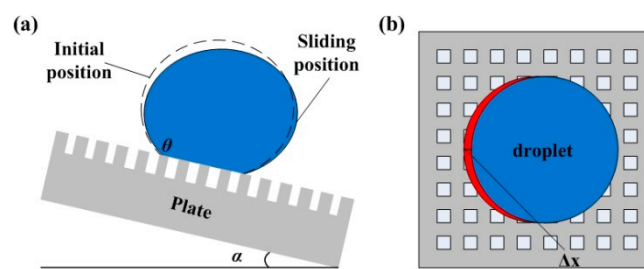 (a)
Initial
position
Sliding
position
θ
Plate
α
(b)
droplet
Δx